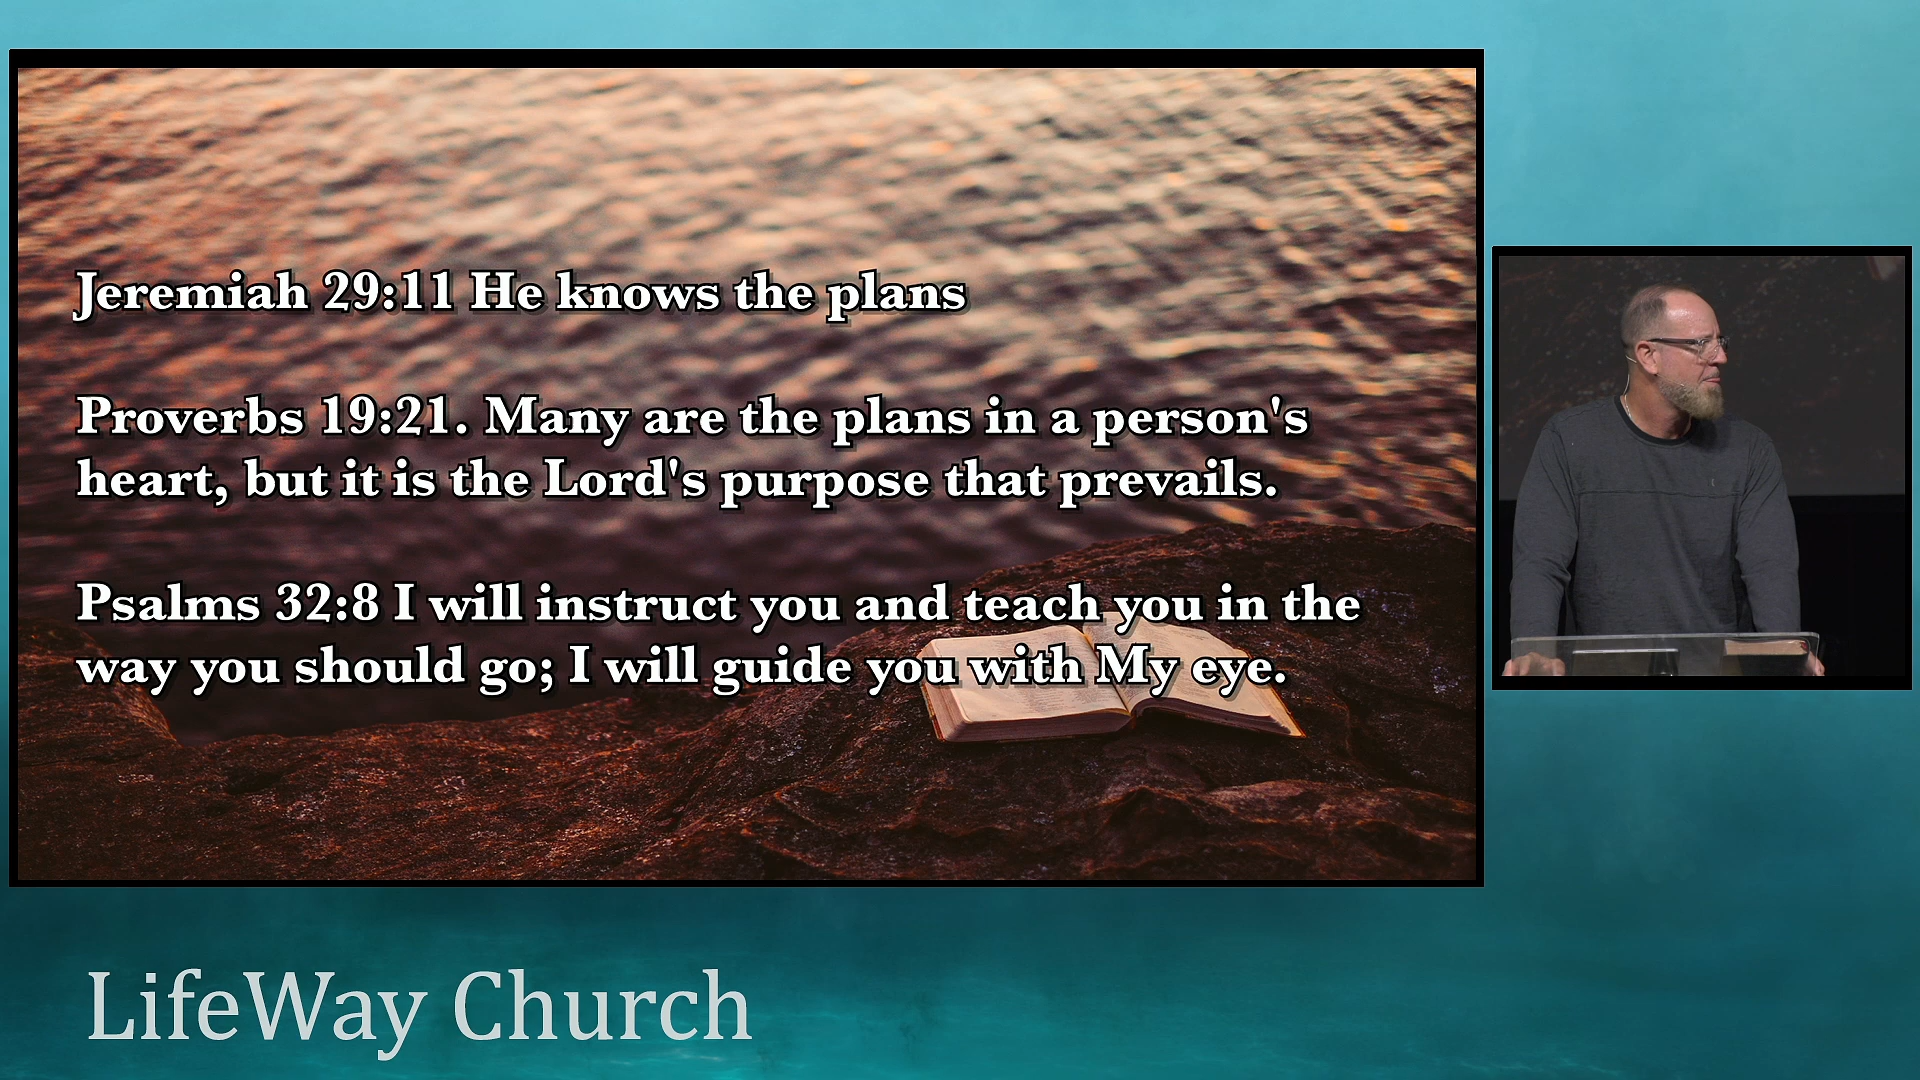 Jeremiah 29:11 He knows the plans
Proverbs 19:21. Many are the plans in a person's
heart, but it is the Lord's purpose that prevails.
Psalms 32:8 I will instruct you and teach you in the
way you should go; I will guide you with My eye.
LifeWay Church